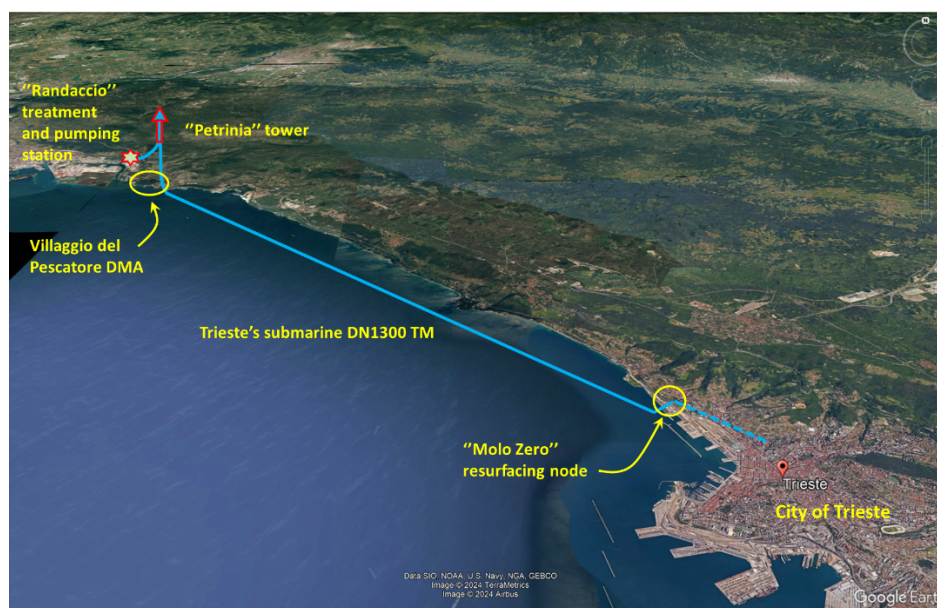 ''Randaccio''
treatment
and pumping
station
''Petrinia'' tower
Villaggio del
Pescatore DMA
Trieste's submarine DN1300 TM
''Molo Zero''
resurfacing node
Trieste
City of Trieste
Data SIO, NOAA, U.S. Navy, NGA, GEBCO
Image © 2024 TerraMetrics
Image © 2024 Airbus
Google Eart